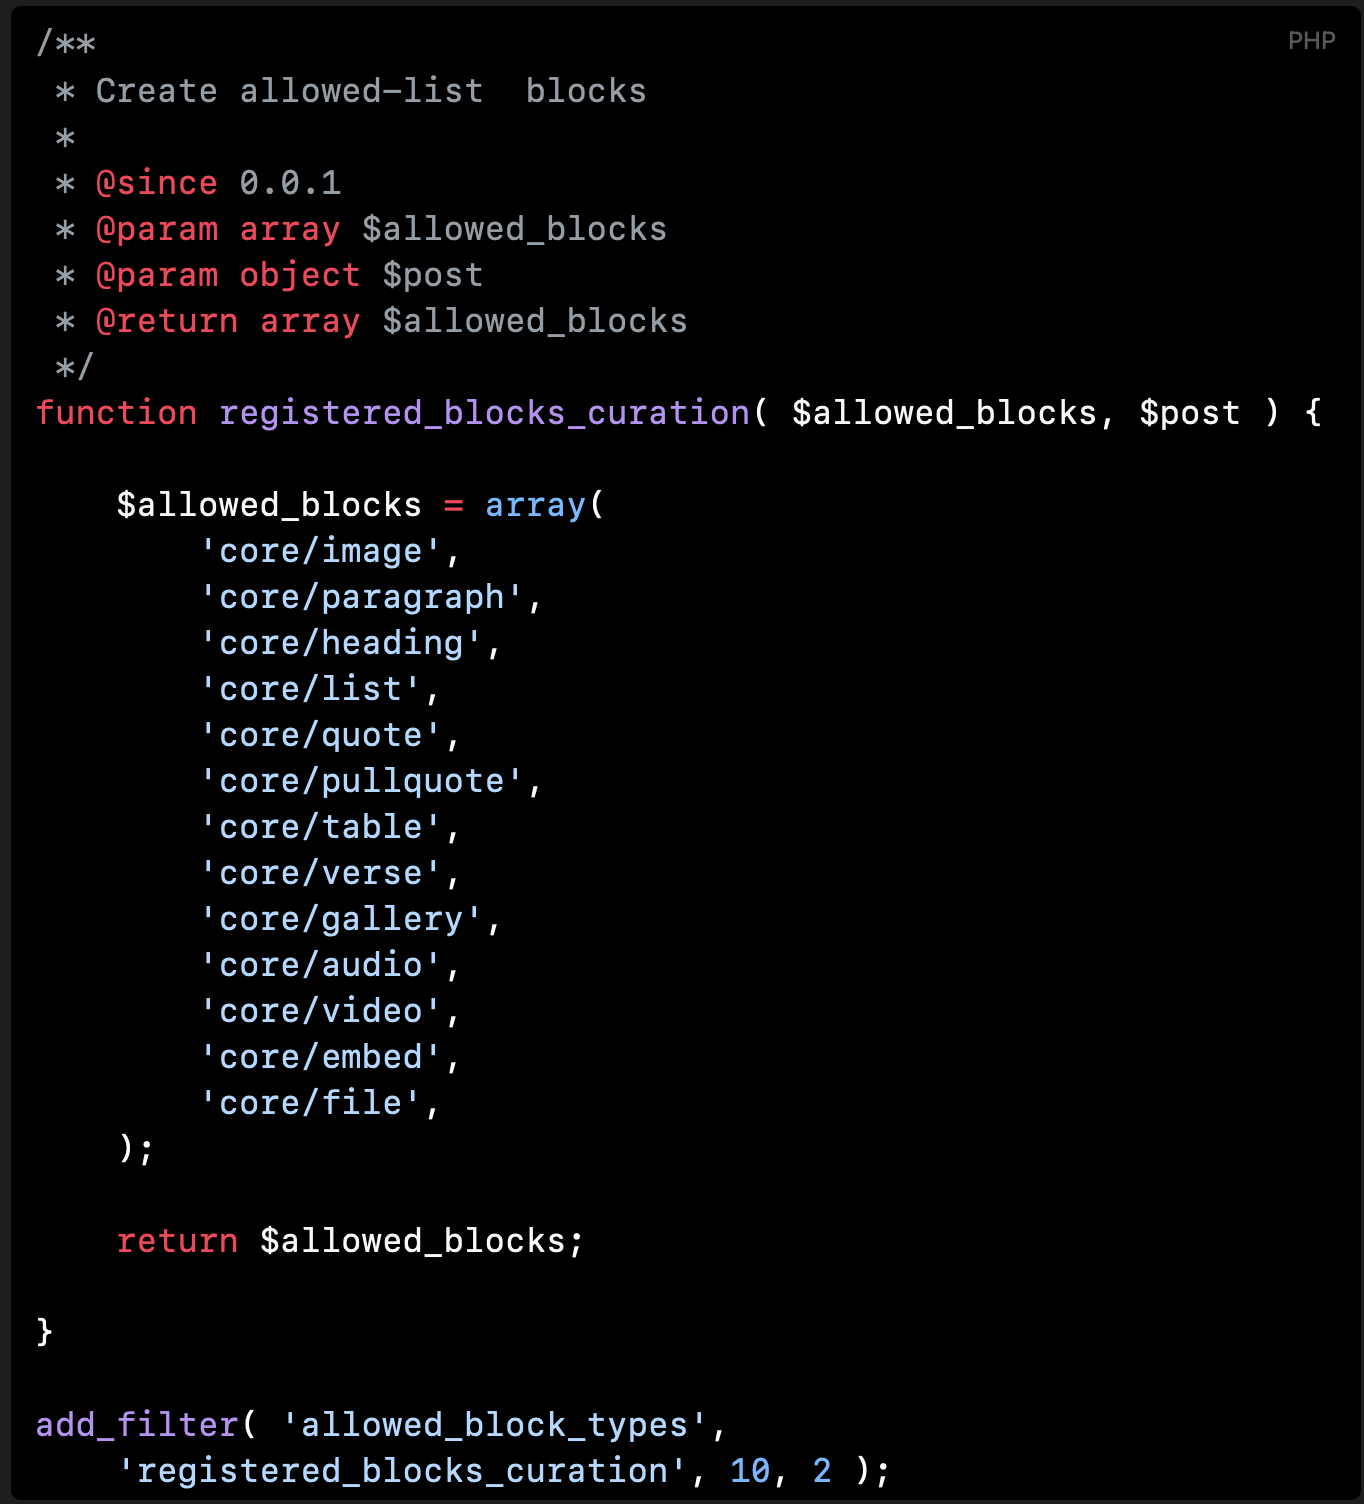 PHP
/**
 * Create allowed-list  blocks
 *
 * @since 0.0.1
 * @param array $allowed_blocks
 * @param object $post
 * @return array $allowed_blocks
 */
function registered_blocks_curation( $allowed_blocks, $post ) {

    $allowed_blocks = array(
        'core/image',
        'core/paragraph',
        'core/heading',
        'core/list',
        'core/quote',
        'core/pullquote',
        'core/table',
        'core/verse',
        'core/gallery',
        'core/audio',
        'core/video',
        'core/embed',
        'core/file',
    );

    return $allowed_blocks;

}

add_filter( 'allowed_block_types',
    'registered_blocks_curation', 10, 2 );